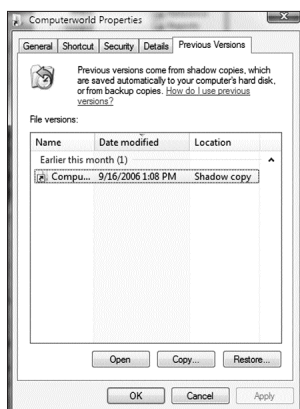 Computerworld Properties
General Shortcut Security Details Previous Versions
Previous versions come from shadow copies, which
are saved automatically to your computer's hard disk,
or from backup copies. How do I use previous
versions?
File versions:
Name Date modified Location
Earlier this month (1)
Compu... 9/16/2006 1:08 PM Shadow copy
Open Copy... Restore...
OK Cancel Apply